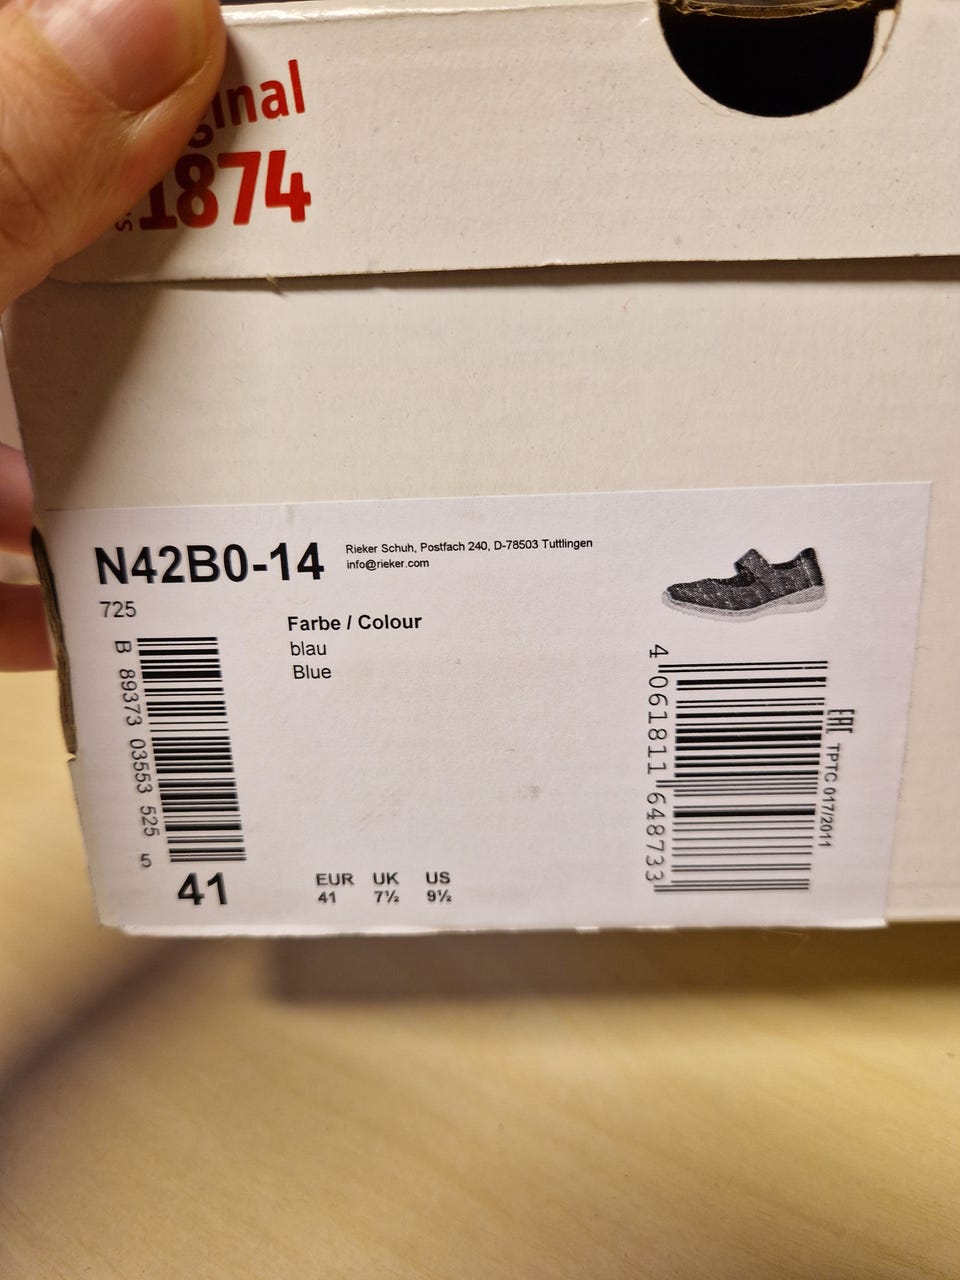 inal
1874
N42B0-14
Rieker Schuh, Postfach 240, D-78503 Tuttlingen
info@rieker.com
725
Farbe / Colour
blau
Blue
B 89373 03553 525 5
41
EUR UK US
41 7½ 9½
4 061811 648733
EAC TPTC 017/2011